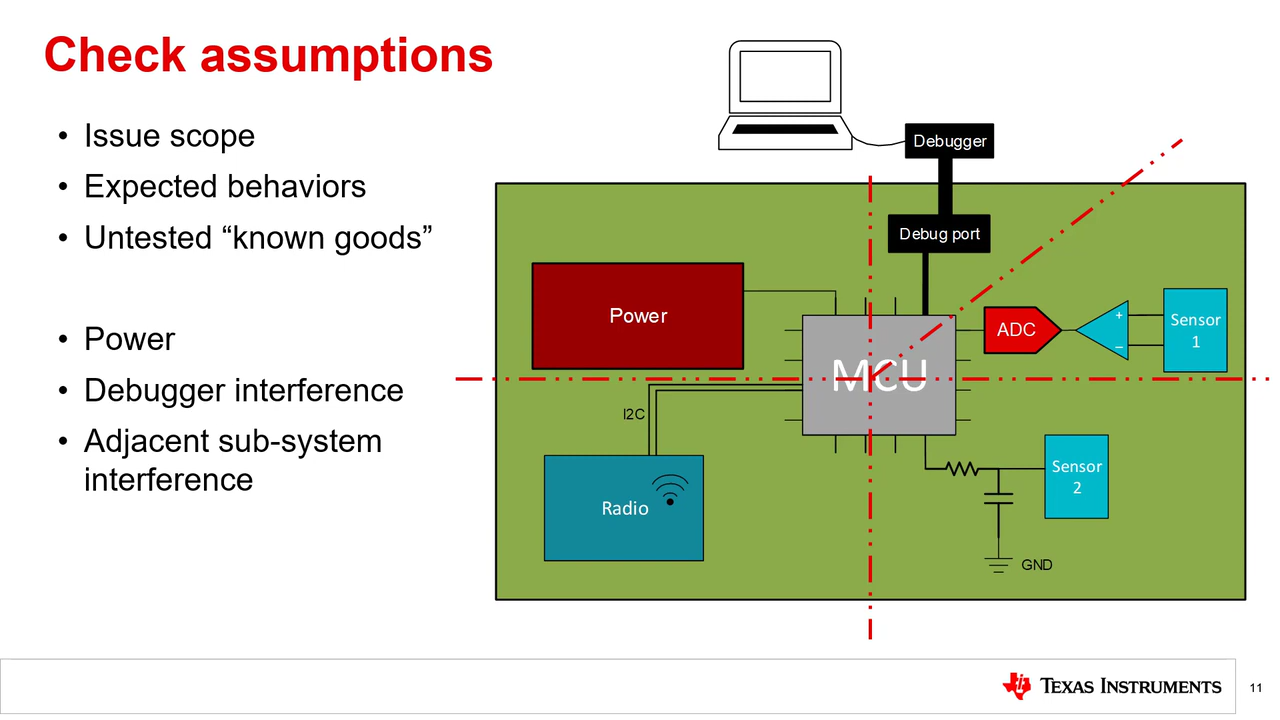 Check assumptions
• Issue scope
• Expected behaviors
• Untested “known goods”
• Power
• Debugger interference
• Adjacent sub-system
interference
Debugger
Debug port
Power
MCU
ADC
+
–
Sensor
1
I2C
Radio
Sensor
2
GND
TEXAS INSTRUMENTS
11